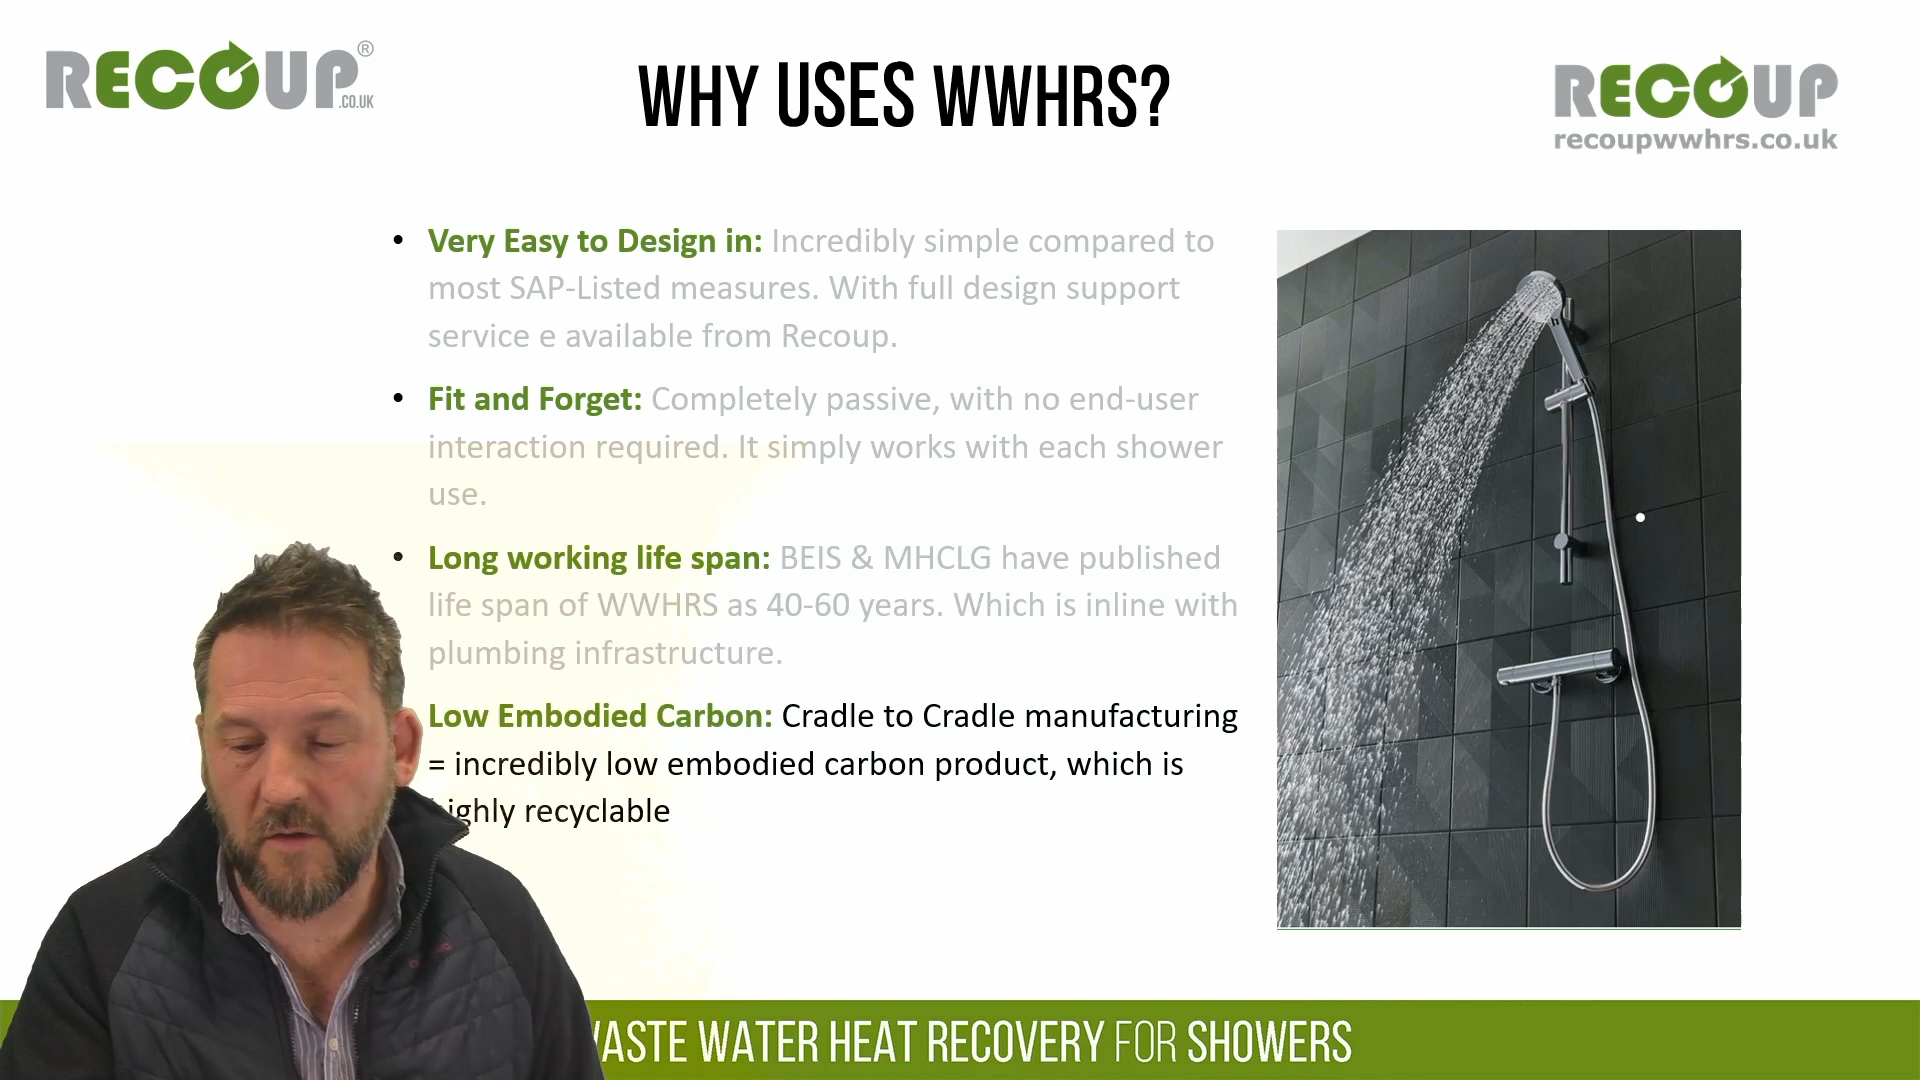 RECOUP®
.CO.UK
WHY USES WWHRS?
RECOUP
recoupwwhrs.co.uk
• Very Easy to Design in: Incredibly simple compared to
most SAP-Listed measures. With full design support
service e available from Recoup.
• Fit and Forget: Completely passive, with no end-user
interaction required. It simply works with each shower
use.
• Long working life span: BEIS & MHCLG have published
life span of WWHRS as 40-60 years. Which is inline with
plumbing infrastructure.
Low Embodied Carbon: Cradle to Cradle manufacturing
= incredibly low embodied carbon product, which is
highly recyclable
WASTE WATER HEAT RECOVERY FOR SHOWERS